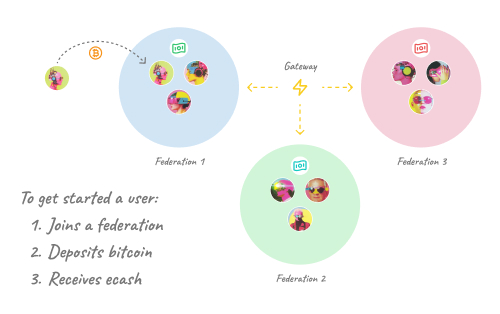 Gateway
Federation 1
Federation 3
Federation 2
To get started a user:
1. Joins a federation
2. Deposits bitcoin
3. Receives ecash